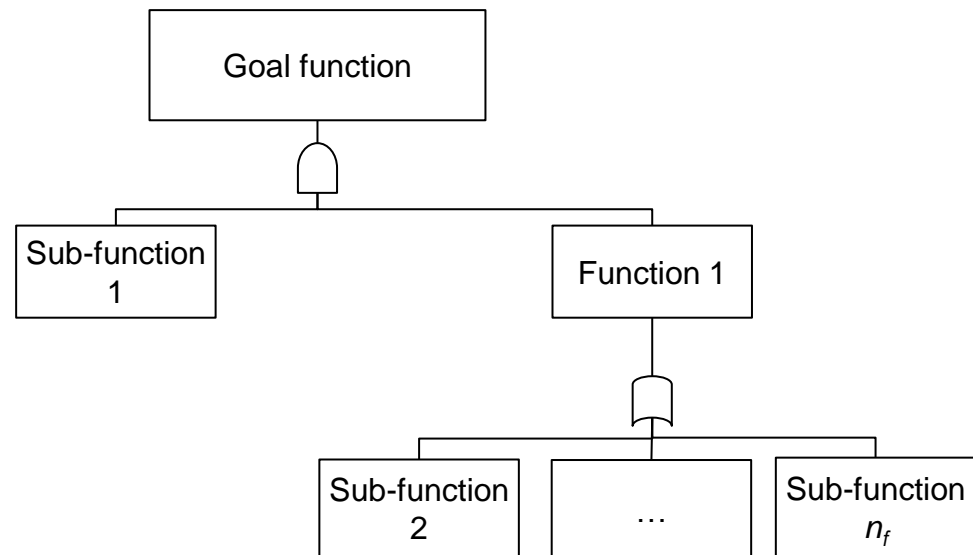 Goal function
Sub-function
1
Function 1
Sub-function
2
…
Sub-function
n_f